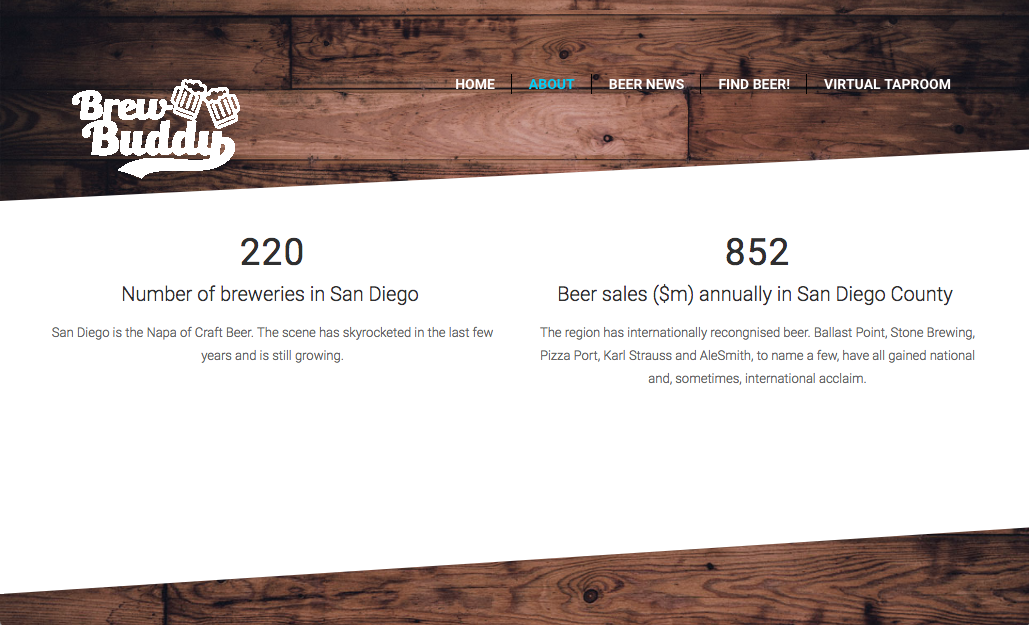 Brew
Buddy
HOME
ABOUT
BEER NEWS
FIND BEER!
VIRTUAL TAPROOM
220
Number of breweries in San Diego
San Diego is the Napa of Craft Beer. The scene has skyrocketed in the last few
years and is still growing.
852
Beer sales ($m) annually in San Diego County
The region has internationally recongnised beer. Ballast Point, Stone Brewing,
Pizza Port, Karl Strauss and AleSmith, to name a few, have all gained national
and, sometimes, international acclaim.